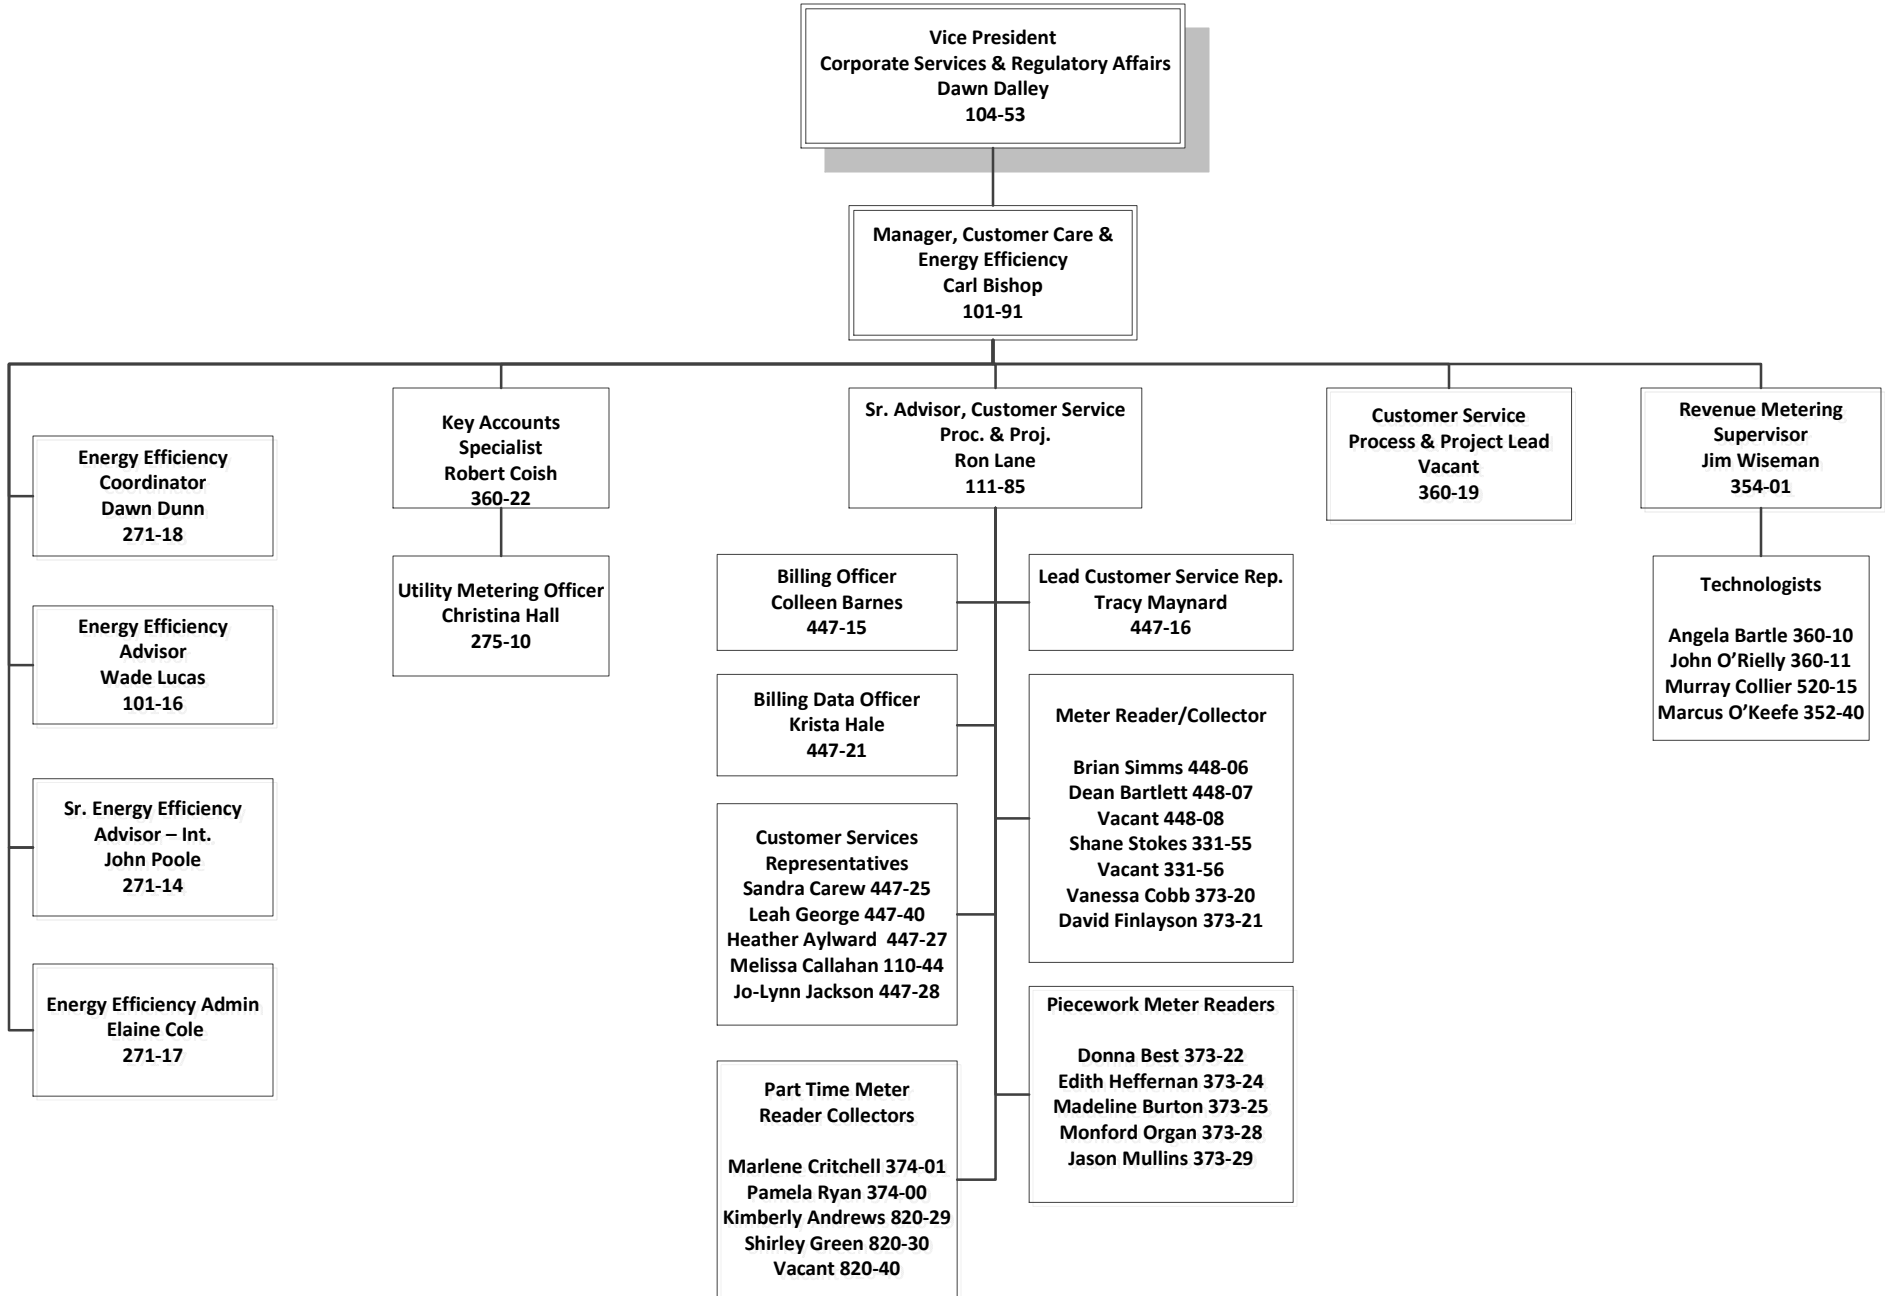 Vice President
Corporate Services & Regulatory Affairs
Dawn Dalley
104-53
Manager, Customer Care &
Energy Efficiency
Carl Bishop
101-91
Energy Efficiency
Coordinator
Dawn Dunn
271-18
Energy Efficiency
Advisor
Wade Lucas
101-16
Sr. Energy Efficiency
Advisor – Int.
John Poole
271-14
Energy Efficiency Admin
Elaine Cole
271-17
Key Accounts
Specialist
Robert Coish
360-22
Utility Metering Officer
Christina Hall
275-10
Sr. Advisor, Customer Service
Proc. & Proj.
Ron Lane
111-85
Billing Officer
Colleen Barnes
447-15
Lead Customer Service Rep.
Tracy Maynard
447-16
Billing Data Officer
Krista Hale
447-21
Meter Reader/Collector
Brian Simms 448-06
Dean Bartlett 448-07
Vacant 448-08
Shane Stokes 331-55
Vacant 331-56
Vanessa Cobb 373-20
David Finlayson 373-21
Customer Services
Representatives
Sandra Carew 447-25
Leah George 447-40
Heather Aylward  447-27
Melissa Callahan 110-44
Jo-Lynn Jackson 447-28
Piecework Meter Readers
Donna Best 373-22
Edith Heffernan 373-24
Madeline Burton 373-25
Monford Organ 373-28
Jason Mullins 373-29
Part Time Meter
Reader Collectors
Marlene Critchell 374-01
Pamela Ryan 374-00
Kimberly Andrews 820-29
Shirley Green 820-30
Vacant 820-40
Customer Service
Process & Project Lead
Vacant
360-19
Revenue Metering
Supervisor
Jim Wiseman
354-01
Technologists
Angela Bartle 360-10
John O’Rielly 360-11
Murray Collier 520-15
Marcus O’Keefe 352-40